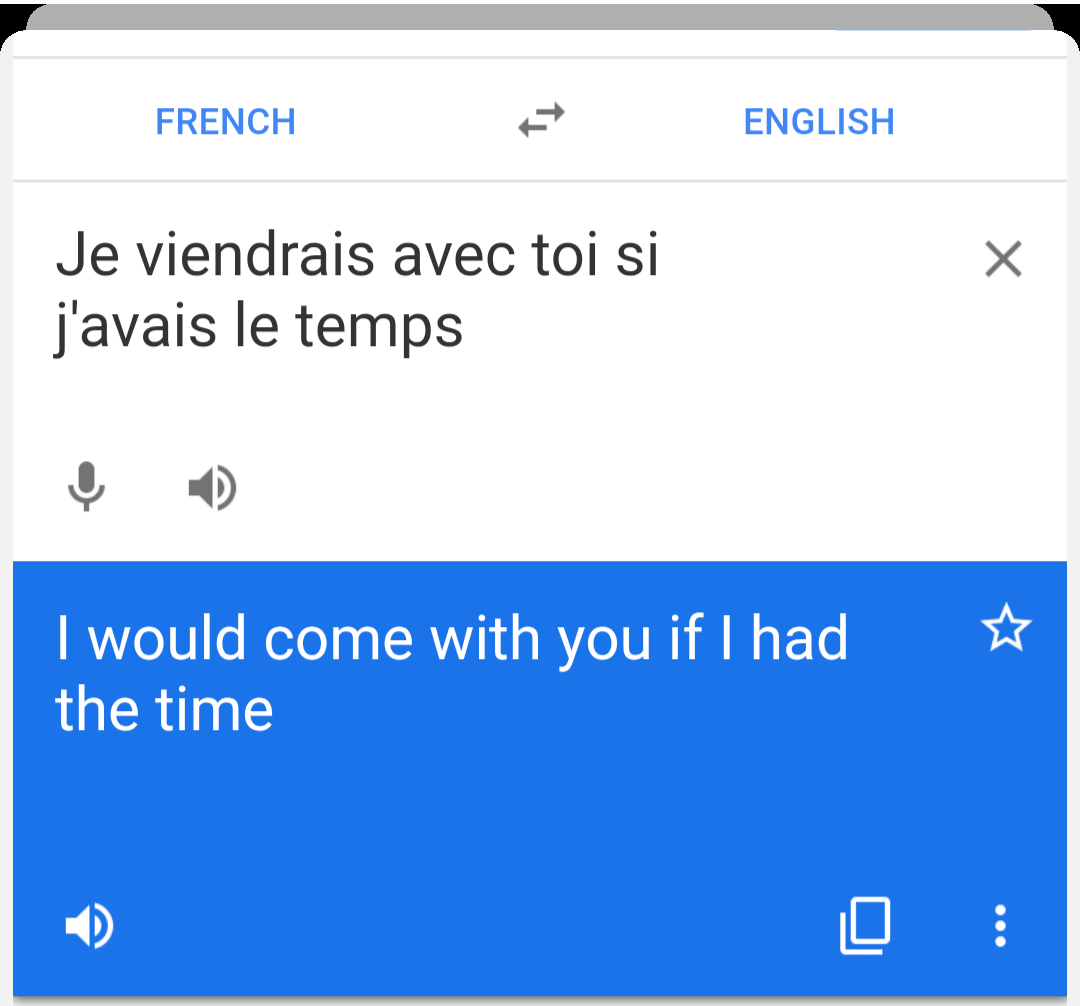 FRENCH ENGLISH
Je viendrais avec toi si
j'avais le temps
I would come with you if I had
the time